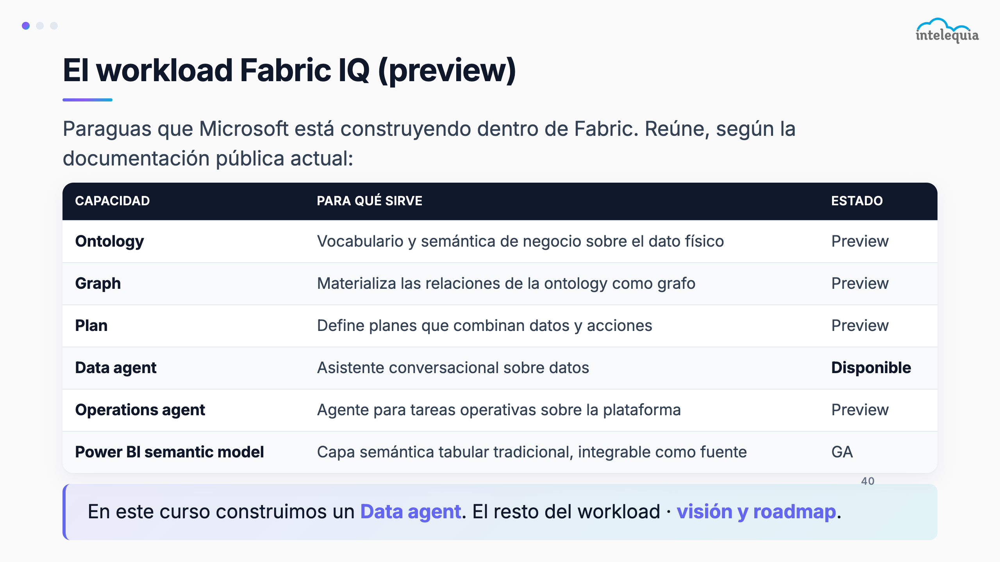 intelequia
El workload Fabric IQ (preview)
Paraguas que Microsoft está construyendo dentro de Fabric. Reúne, según la
documentación pública actual:
CAPACIDAD PARA QUÉ SIRVE ESTADO
Ontology Vocabulario y semántica de negocio sobre el dato físico Preview
Graph Materializa las relaciones de la ontology como grafo Preview
Plan Define planes que combinan datos y acciones Preview
Data agent Asistente conversacional sobre datos Disponible
Operations agent Agente para tareas operativas sobre la plataforma Preview
Power BI semantic model Capa semántica tabular tradicional, integrable como fuente GA
40
En este curso construimos un Data agent. El resto del workload · visión y roadmap.